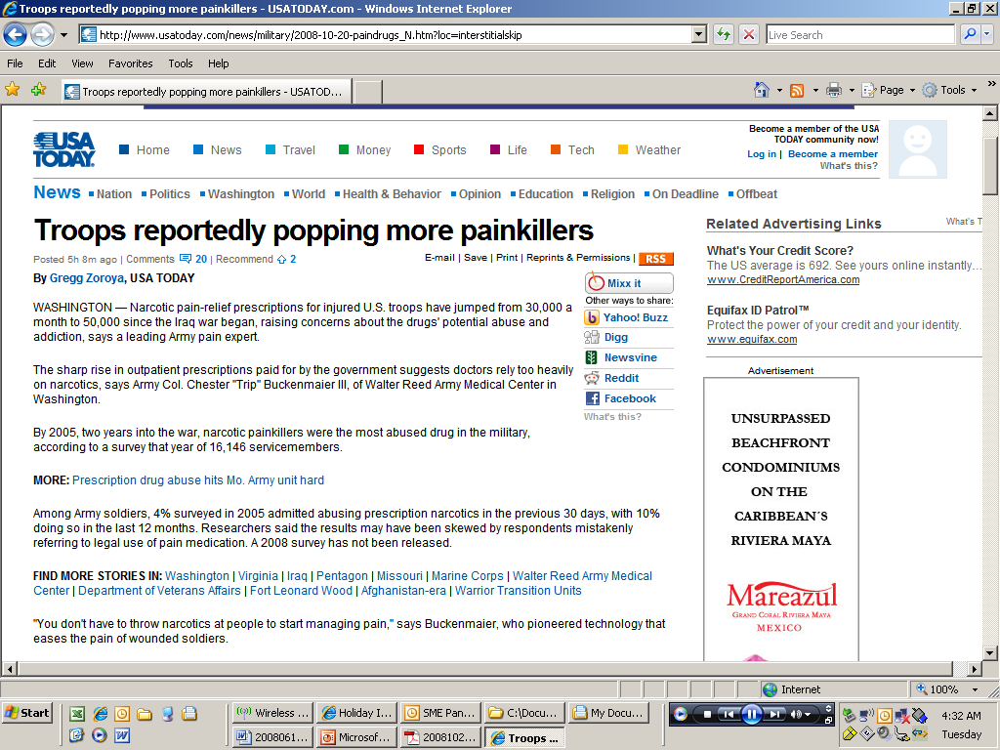 Troops reportedly popping more painkillers - USATODAY.com - Windows Internet Explorer
http://www.usatoday.com/news/military/2008-10-20-paindrugs_N.htm?loc=interstitialskip
Live Search
File Edit View Favorites Tools Help
Troops reportedly popping more painkillers - USATOD...
Page Tools »
USA TODAY.
Home News Travel Money Sports Life Tech Weather
Become a member of the USA
TODAY community now!
Log in | Become a member
What's this?
News Nation Politics Washington World Health & Behavior Opinion Education Religion On Deadline Offbeat
Troops reportedly popping more painkillers
Posted 5h 8m ago | Comments 20 | Recommend 2
E-mail | Save | Print | Reprints & Permissions | RSS
By Gregg Zoroya, USA TODAY
WASHINGTON — Narcotic pain-relief prescriptions for injured U.S. troops have jumped from 30,000 a
month to 50,000 since the Iraq war began, raising concerns about the drugs' potential abuse and
addiction, says a leading Army pain expert.
The sharp rise in outpatient prescriptions paid for by the government suggests doctors rely too heavily
on narcotics, says Army Col. Chester "Trip" Buckenmaier III, of Walter Reed Army Medical Center in
Washington.
By 2005, two years into the war, narcotic painkillers were the most abused drug in the military,
according to a survey that year of 16,146 servicemembers.
MORE: Prescription drug abuse hits Mo. Army unit hard
Among Army soldiers, 4% surveyed in 2005 admitted abusing prescription narcotics in the previous 30 days, with 10%
doing so in the last 12 months. Researchers said the results may have been skewed by respondents mistakenly
referring to legal use of pain medication. A 2008 survey has not been released.
FIND MORE STORIES IN: Washington | Virginia | Iraq | Pentagon | Missouri | Marine Corps | Walter Reed Army Medical
Center | Department of Veterans Affairs | Fort Leonard Wood | Afghanistan-era | Warrior Transition Units
"You don't have to throw narcotics at people to start managing pain," says Buckenmaier, who pioneered technology that
eases the pain of wounded soldiers.
Mixx it
Other ways to share:
Yahoo! Buzz
Digg
Newsvine
Reddit
Facebook
What's this?
Related Advertising Links What's T
What's Your Credit Score?
The US average is 692. See yours online instantly…
www.CreditReportAmerica.com
Equifax ID Patrol™
Protect the power of your credit and your identity.
www.equifax.com
Advertisement
UNSURPASSED
BEACHFRONT
CONDOMINIUMS
ON THE
CARIBBEAN´S
RIVIERA MAYA
Mareazul
GRAND CORAL RIVIERA MAYA
MEXICO
Internet 100%
Start Wireless ... Holiday I... SME Pan... C:\Docu... My Docu... 4:32 AM
2008061... Microsof... 2008102... Troops ... Tuesday